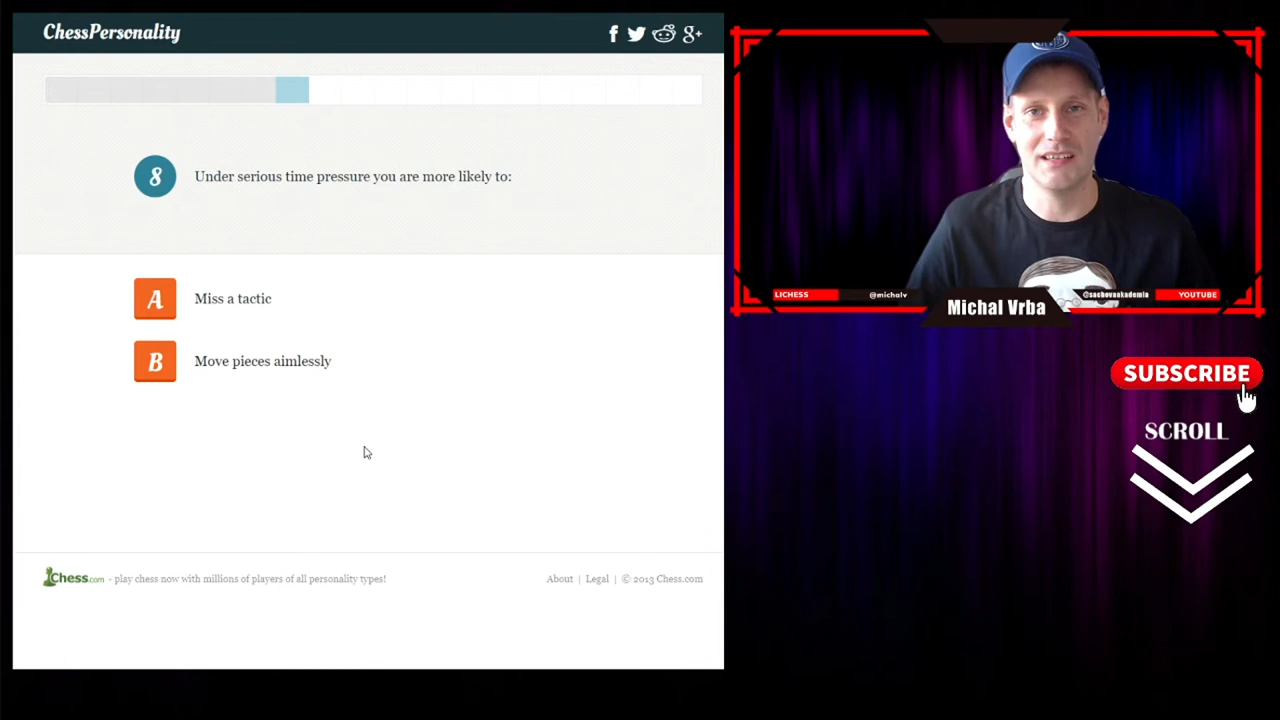 ChessPersonality
8
Under serious time pressure you are more likely to:
A
Miss a tactic
B
Move pieces aimlessly
Chess.com - play chess now with millions of players of all personality types!
About | Legal | © 2013 Chess.com
LICHESS
@michalv
@sachovaakademia
YOUTUBE
Michal Vrba
SUBSCRIBE
SCROLL